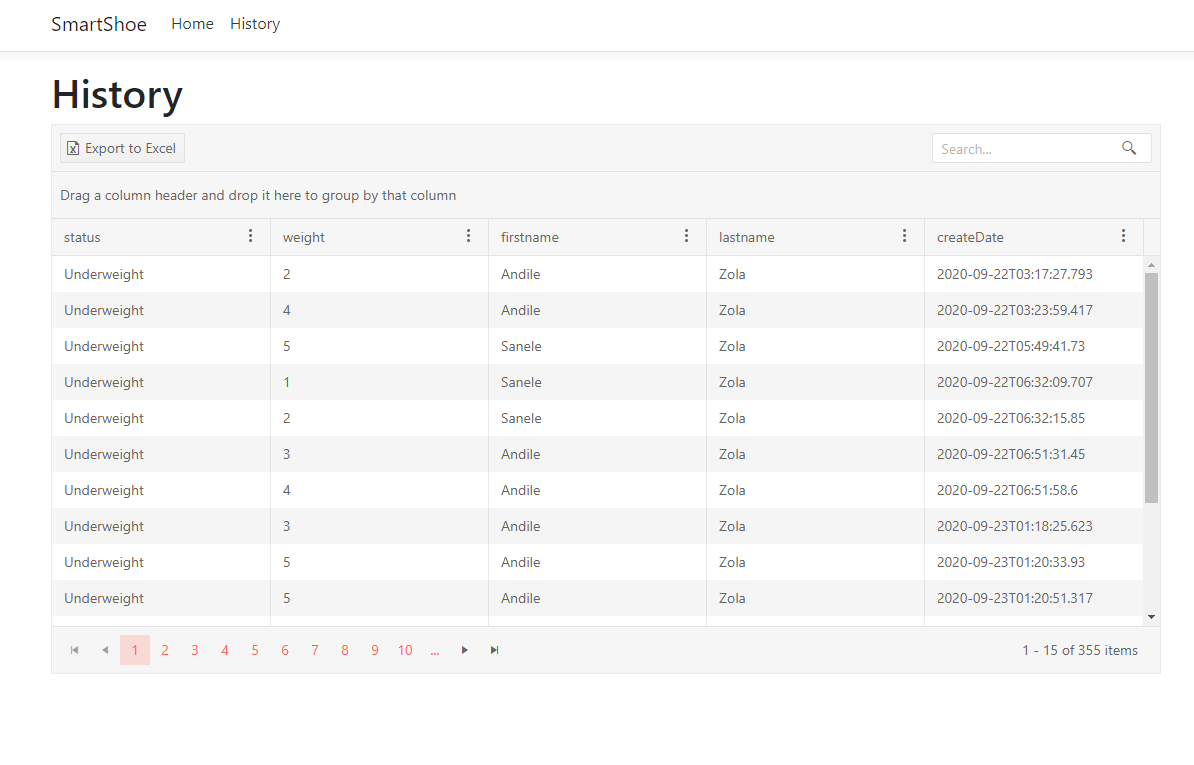 SmartShoe Home History
History
Export to Excel Search...
Drag a column header and drop it here to group by that column
status weight firstname lastname createDate
Underweight 2 Andile Zola 2020-09-22T03:17:27.793
Underweight 4 Andile Zola 2020-09-22T03:23:59.417
Underweight 5 Sanele Zola 2020-09-22T05:49:41.73
Underweight 1 Sanele Zola 2020-09-22T06:32:09.707
Underweight 2 Sanele Zola 2020-09-22T06:32:15.85
Underweight 3 Andile Zola 2020-09-22T06:51:31.45
Underweight 4 Andile Zola 2020-09-22T06:51:58.6
Underweight 3 Andile Zola 2020-09-23T01:18:25.623
Underweight 5 Andile Zola 2020-09-23T01:20:33.93
Underweight 5 Andile Zola 2020-09-23T01:20:51.317
1 2 3 4 5 6 7 8 9 10 ... 1 - 15 of 355 items